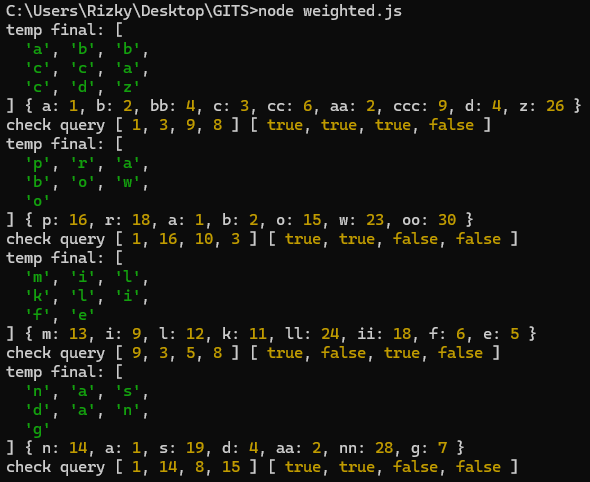 C:\Users\Rizky\Desktop\GITS>node weighted.js
temp final: [
  'a', 'b', 'b',
  'c', 'c', 'a',
  'c', 'd', 'z'
] { a: 1, b: 2, bb: 4, c: 3, cc: 6, aa: 2, ccc: 9, d: 4, z: 26 }
check query [ 1, 3, 9, 8 ] [ true, true, true, false ]
temp final: [
  'p', 'r', 'a',
  'b', 'o', 'w',
  'o'
] { p: 16, r: 18, a: 1, b: 2, o: 15, w: 23, oo: 30 }
check query [ 1, 16, 10, 3 ] [ true, true, false, false ]
temp final: [
  'm', 'i', 'l',
  'k', 'l', 'i',
  'f', 'e'
] { m: 13, i: 9, l: 12, k: 11, ll: 24, ii: 18, f: 6, e: 5 }
check query [ 9, 3, 5, 8 ] [ true, false, true, false ]
temp final: [
  'n', 'a', 's',
  'd', 'a', 'n',
  'g'
] { n: 14, a: 1, s: 19, d: 4, aa: 2, nn: 28, g: 7 }
check query [ 1, 14, 8, 15 ] [ true, true, false, false ]